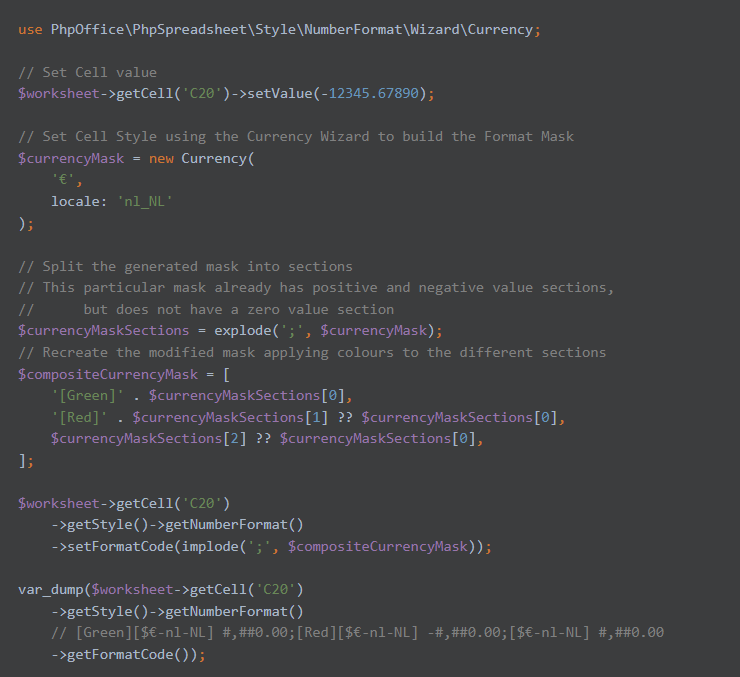 use PhpOffice\PhpSpreadsheet\Style\NumberFormat\Wizard\Currency;
// Set Cell value
$worksheet->getCell('C20')->setValue(-12345.67890);
// Set Cell Style using the Currency Wizard to build the Format Mask
$currencyMask = new Currency(
    '€',
    locale: 'nl_NL'
);
// Split the generated mask into sections
// This particular mask already has positive and negative value sections,
//      but does not have a zero value section
$currencyMaskSections = explode(';', $currencyMask);
// Recreate the modified mask applying colours to the different sections
$compositeCurrencyMask = [
    '[Green]' . $currencyMaskSections[0],
    '[Red]' . $currencyMaskSections[1] ?? $currencyMaskSections[0],
    $currencyMaskSections[2] ?? $currencyMaskSections[0],
];
$worksheet->getCell('C20')
    ->getStyle()->getNumberFormat()
    ->setFormatCode(implode(';', $compositeCurrencyMask));
var_dump($worksheet->getCell('C20')
    ->getStyle()->getNumberFormat()
    // [Green][$€-nl-NL] #,##0.00;[Red][$€-nl-NL] -#,##0.00;[$€-nl-NL] #,##0.00
    ->getFormatCode());